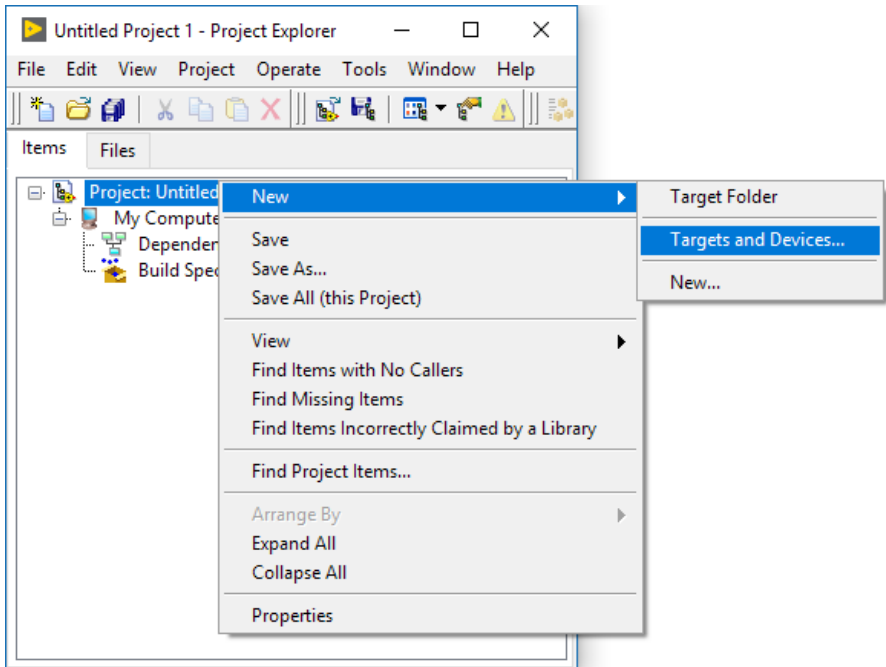 Untitled Project 1 - Project Explorer
File Edit View Project Operate Tools Window Help
Items Files
Project: Untitled
My Compute
Depender
Build Spec
New
Save
Save As...
Save All (this Project)
View
Find Items with No Callers
Find Missing Items
Find Items Incorrectly Claimed by a Library
Find Project Items...
Arrange By
Expand All
Collapse All
Properties
Target Folder
Targets and Devices...
New...